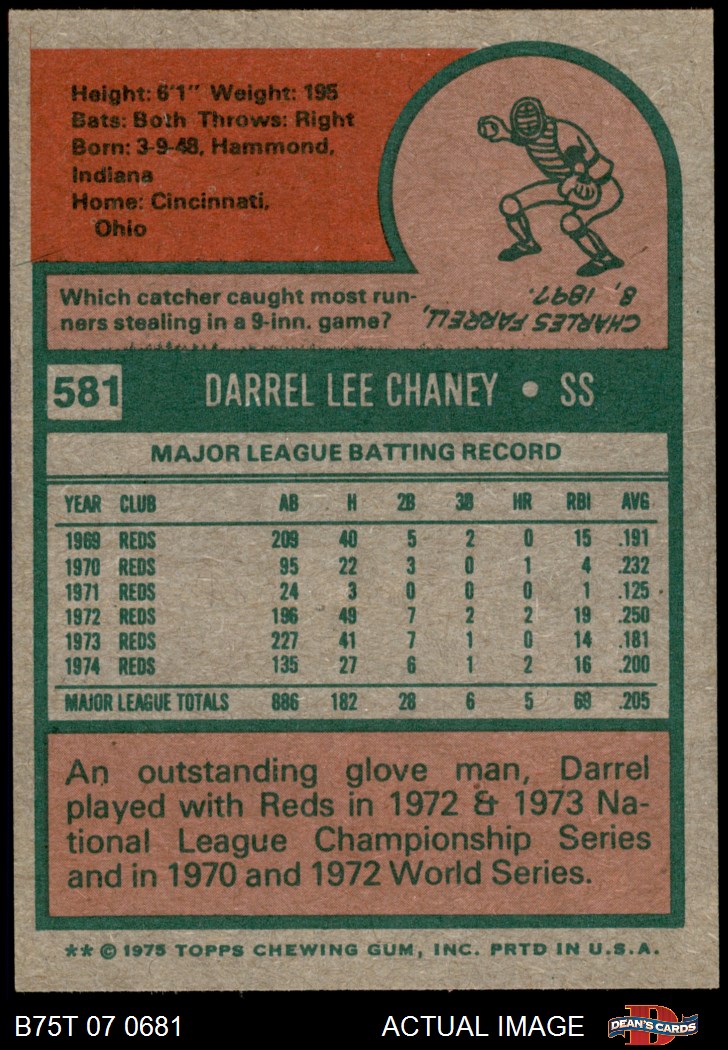 Height: 6'1" Weight: 195
Bats: Both Throws: Right
Born: 3-9-48, Hammond,
Indiana
Home: Cincinnati,
Ohio
Which catcher caught most run-
ners stealing in a 9-inn. game?
CHARLES FARRELL,
8, 1897.
581 DARREL LEE CHANEY • SS
MAJOR LEAGUE BATTING RECORD
YEAR CLUB AB H 2B 3B HR RBI AVG
1969 REDS 209 40 5 2 0 15 .191
1970 REDS 95 22 3 0 1 4 .232
1971 REDS 24 3 0 0 0 1 .125
1972 REDS 196 49 7 2 2 19 .250
1973 REDS 227 41 7 1 0 14 .181
1974 REDS 135 27 6 1 2 16 .200
MAJOR LEAGUE TOTALS 886 182 28 6 5 69 .205
An outstanding glove man, Darrel
played with Reds in 1972 & 1973 Na-
tional League Championship Series
and in 1970 and 1972 World Series.
** © 1975 TOPPS CHEWING GUM, INC. PRTD IN U.S.A.
B75T 07 0681 ACTUAL IMAGE D DEAN'S CARDS